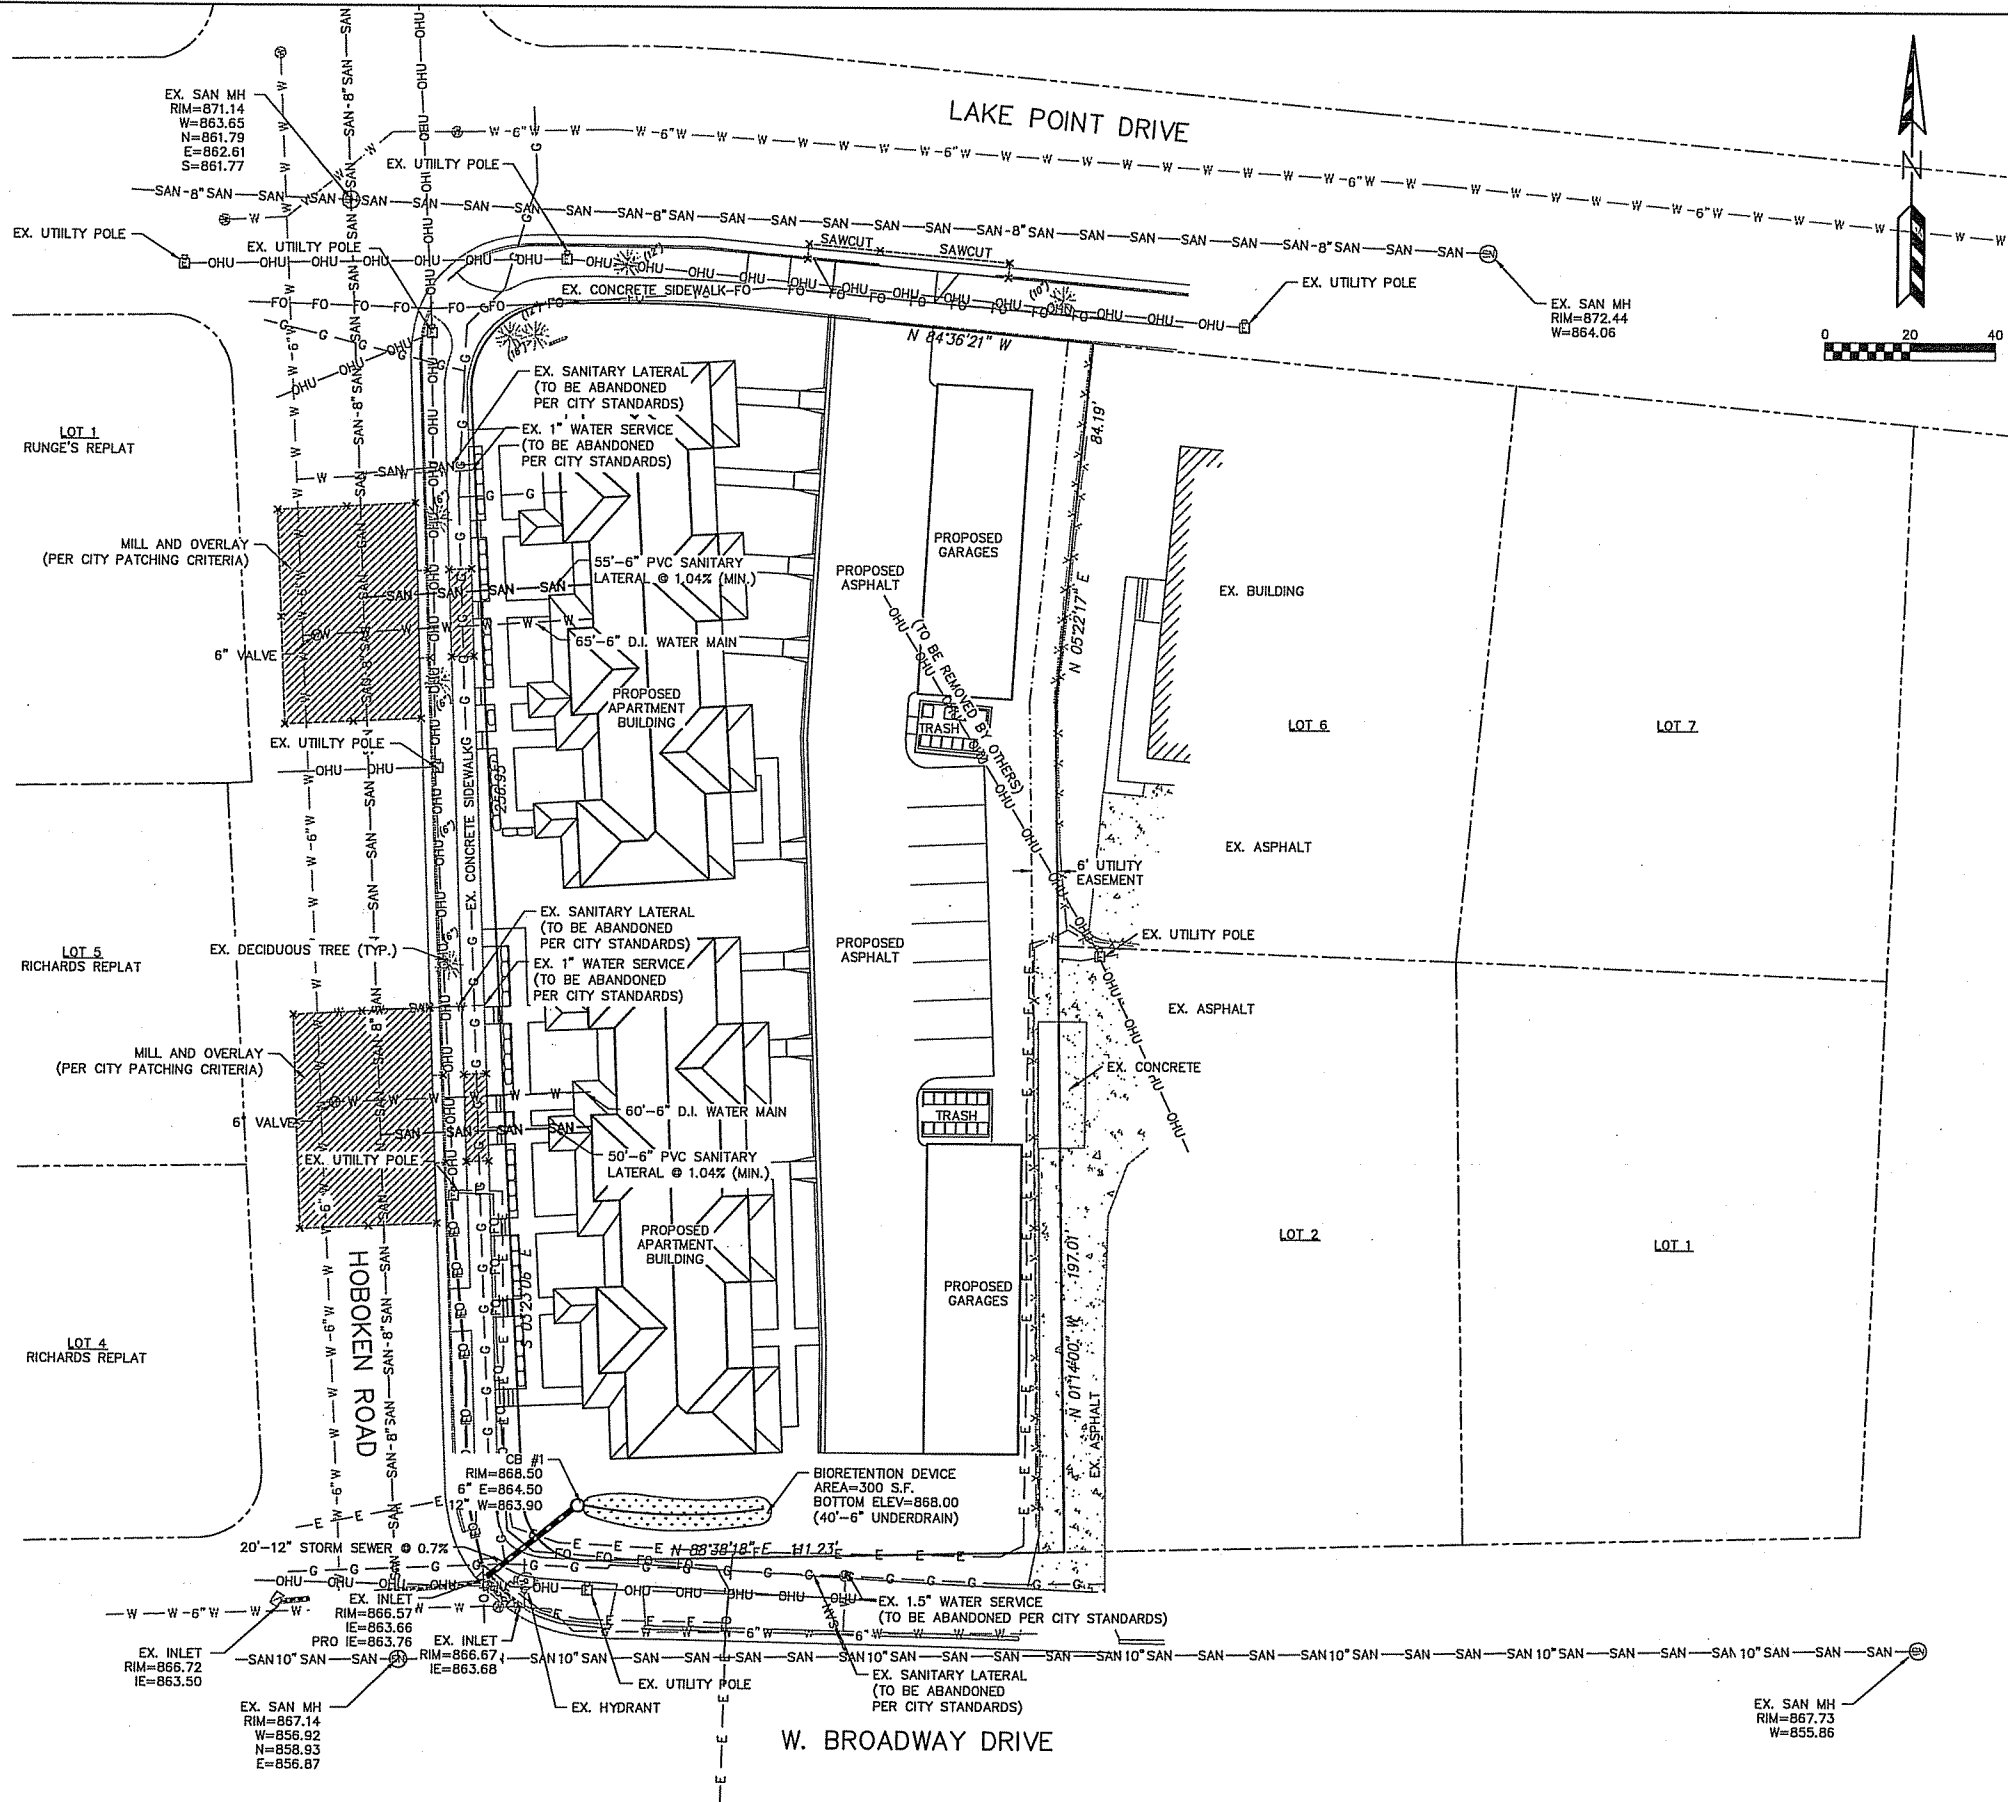 LAKE POINT DRIVE
EX. SAN MH
RIM=871.14
W=863.65
N=861.79
E=862.61
S=861.77
EX. UTIILTY POLE
EX. UTIILTY POLE
EX. UTIILTY POLE
SAWCUT
SAWCUT
EX. UTILITY POLE
EX. CONCRETE SIDEWALK
EX. SAN MH
RIM=872.44
W=864.06
N
0 20 40
N 84°36'21" W
EX. SANITARY LATERAL
(TO BE ABANDONED
PER CITY STANDARDS)
EX. 1" WATER SERVICE
(TO BE ABANDONED
PER CITY STANDARDS)
84.19'
N 05°22'17" E
LOT 1
RUNGE'S REPLAT
MILL AND OVERLAY
(PER CITY PATCHING CRITERIA)
PROPOSED
GARAGES
PROPOSED
ASPHALT
55'-6" PVC SANITARY
LATERAL @ 1.04% (MIN.)
EX. BUILDING
65'-6" D.I. WATER MAIN
6" VALVE
(TO BE REMOVED BY OTHERS)
PROPOSED
APARTMENT
BUILDING
TRASH
LOT 6
LOT 7
EX. UTIILTY POLE
EX. CONCRETE SIDEWALK
EX. ASPHALT
6' UTILITY
EASEMENT
EX. SANITARY LATERAL
(TO BE ABANDONED
PER CITY STANDARDS)
EX. 1" WATER SERVICE
(TO BE ABANDONED
PER CITY STANDARDS)
LOT 5
RICHARDS REPLAT
EX. DECIDUOUS TREE (TYP.)
PROPOSED
ASPHALT
EX. UTILITY POLE
EX. ASPHALT
MILL AND OVERLAY
(PER CITY PATCHING CRITERIA)
EX. CONCRETE
6" VALVE
60'-6" D.I. WATER MAIN
TRASH
50'-6" PVC SANITARY
LATERAL @ 1.04% (MIN.)
EX. UTIILTY POLE
PROPOSED
APARTMENT
BUILDING
LOT 2
LOT 1
HOBOKEN ROAD
S 03°23'06" E
PROPOSED
GARAGES
197.01'
N 01°14'00" W
EX. ASPHALT
LOT 4
RICHARDS REPLAT
CB #1
RIM=868.50
6" E=864.50
12" W=863.90
BIORETENTION DEVICE
AREA=300 S.F.
BOTTOM ELEV=868.00
(40'-6" UNDERDRAIN)
20'-12" STORM SEWER @ 0.7%
N 88°38'18" E 111.23'
EX. INLET
RIM=866.57
IE=863.66
PRO IE=863.76
EX. 1.5" WATER SERVICE
(TO BE ABANDONED PER CITY STANDARDS)
EX. INLET
RIM=866.72
IE=863.50
EX. INLET
RIM=866.67
IE=863.68
EX. SANITARY LATERAL
(TO BE ABANDONED
PER CITY STANDARDS)
EX. UTILITY POLE
EX. HYDRANT
EX. SAN MH
RIM=867.14
W=856.92
N=858.93
E=856.87
EX. SAN MH
RIM=867.73
W=855.86
W. BROADWAY DRIVE